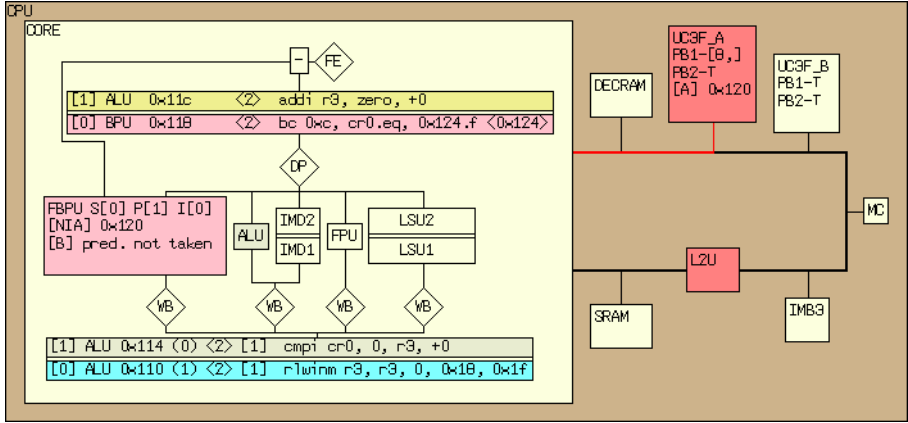 CPU
CORE
-
FE
[1] ALU 0x11c <2> addi r3, zero, +0
[0] BPU 0x118 <2> bc 0xc, cr0.eq, 0x124.f <0x124>
DP
FBPU S[0] P[1] I[0]
[NIA] 0x120
[B] pred. not taken
ALU
IMD2
IMD1
FPU
LSU2
LSU1
WB
WB
WB
WB
[1] ALU 0x114 (0) <2> [1] cmpi cr0, 0, r3, +0
[0] ALU 0x110 (1) <2> [1] rlwinm r3, r3, 0, 0x18, 0x1f
DECRAM
UC3F_A
PB1-[8,]
PB2-T
[A] 0x120
UC3F_B
PB1-T
PB2-T
MC
L2U
SRAM
IMB3